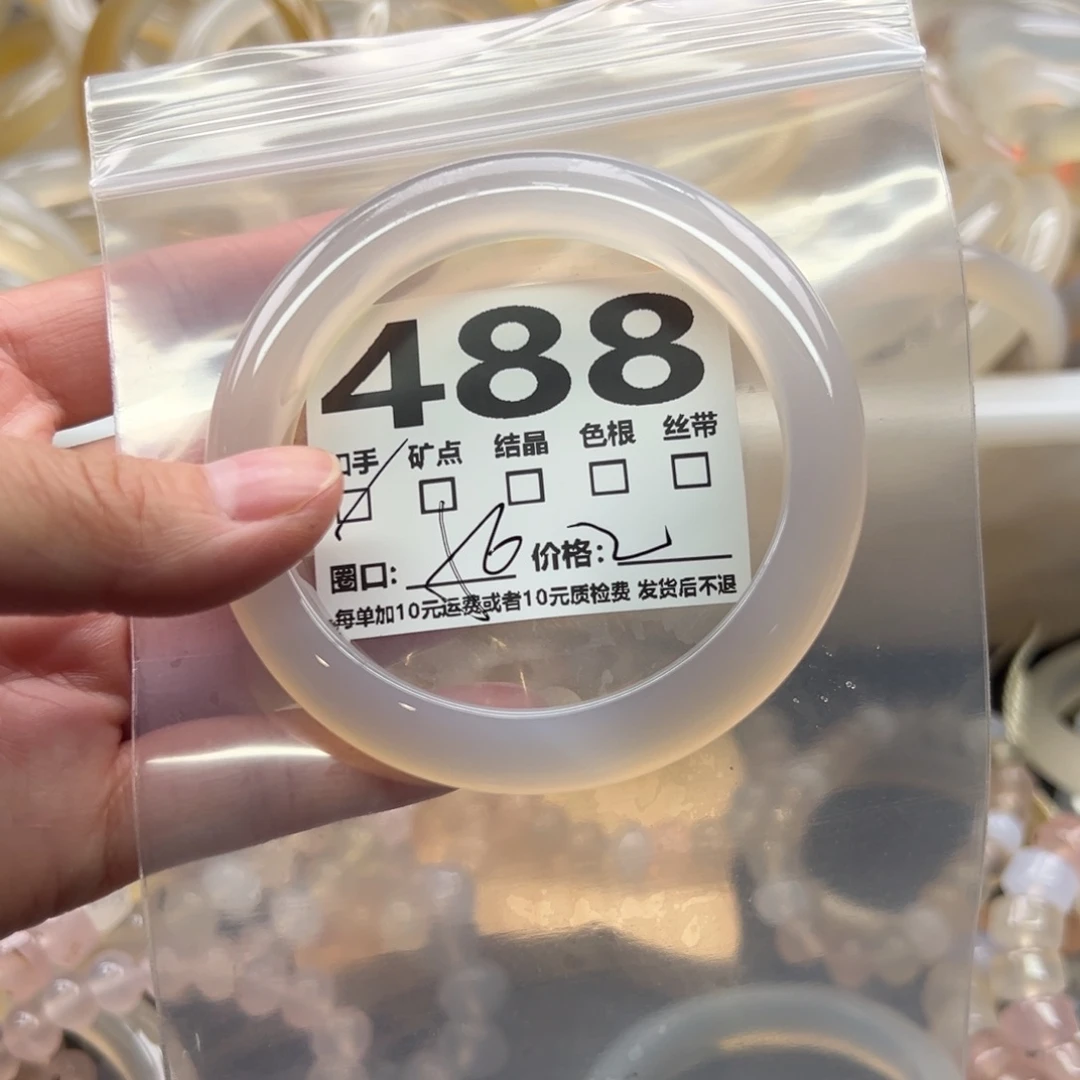 488
手 矿点 结晶 色根 丝带
圈口: 价格:
每单加10元运费或者10元质检费 发货后不退